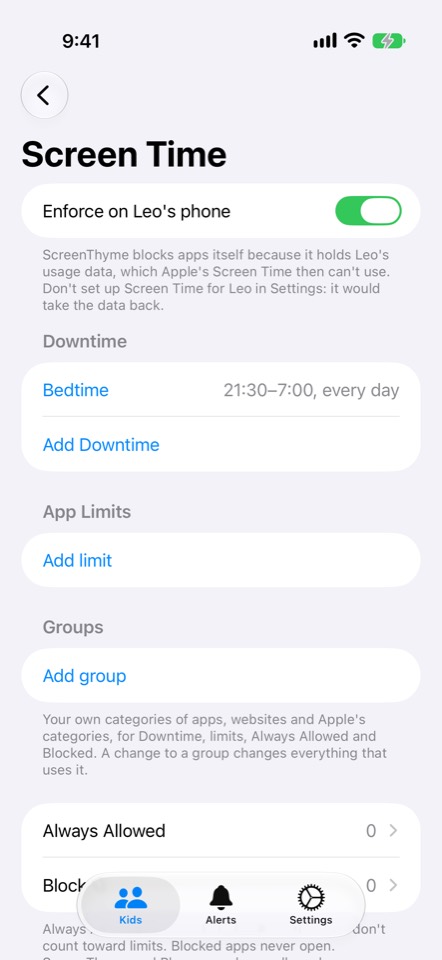 9:41
Screen Time
Enforce on Leo's phone
ScreenThyme blocks apps itself because it holds Leo's
usage data, which Apple's Screen Time then can't use.
Don't set up Screen Time for Leo in Settings: it would
take the data back.
Downtime
Bedtime 21:30–7:00, every day
Add Downtime
App Limits
Add limit
Groups
Add group
Your own categories of apps, websites and Apple's
categories, for Downtime, limits, Always Allowed and
Blocked. A change to a group changes everything that
uses it.
Always Allowed 0
0
Kids Alerts Settings
Always don't
count toward limits. Blocked apps never open.